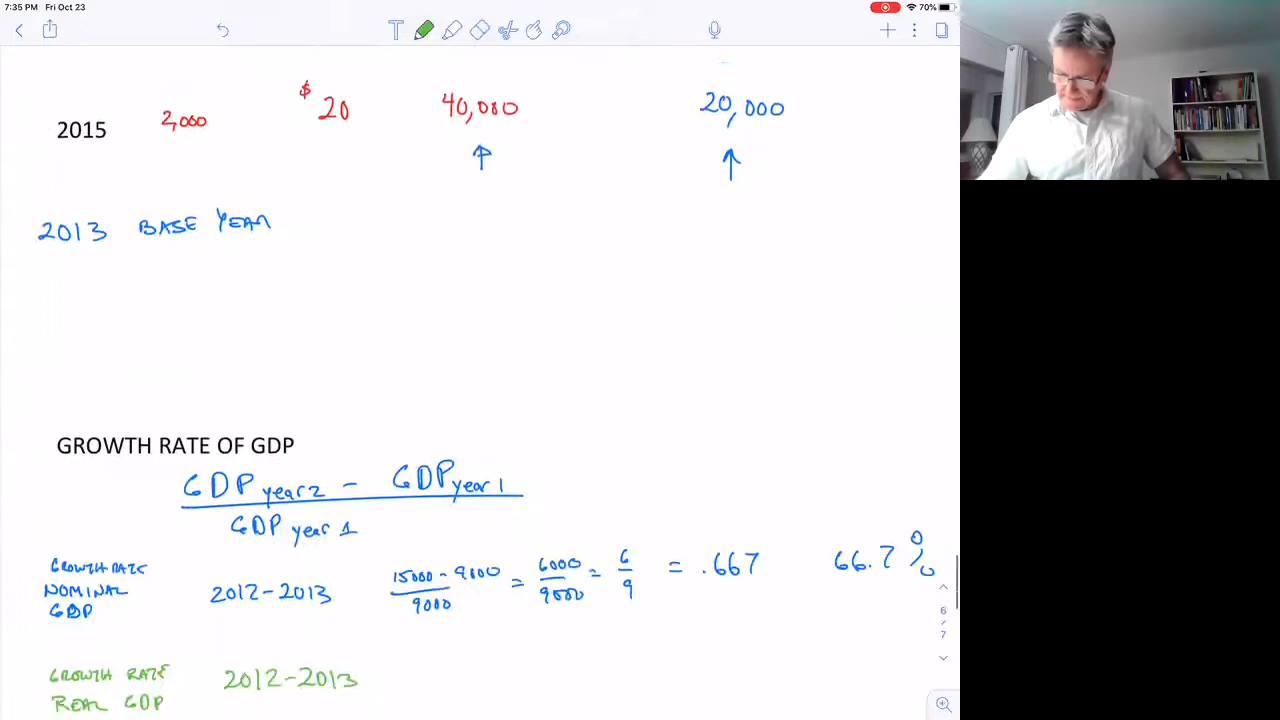 7:35 PM Fri Oct 23
70%
2015 2,000 $ 20 40,000 20,000
2013 BASE YEAR
GROWTH RATE OF GDP
GDP year 2 - GDP year 1
GDP year 1
GROWTH RATE NOMINAL GDP 2012-2013 15000 - 9000 / 9000 = 6000 / 9000 = 6 / 9 = .667 66.7%
6 / 7
GROWTH RATE REAL GDP 2012-2013